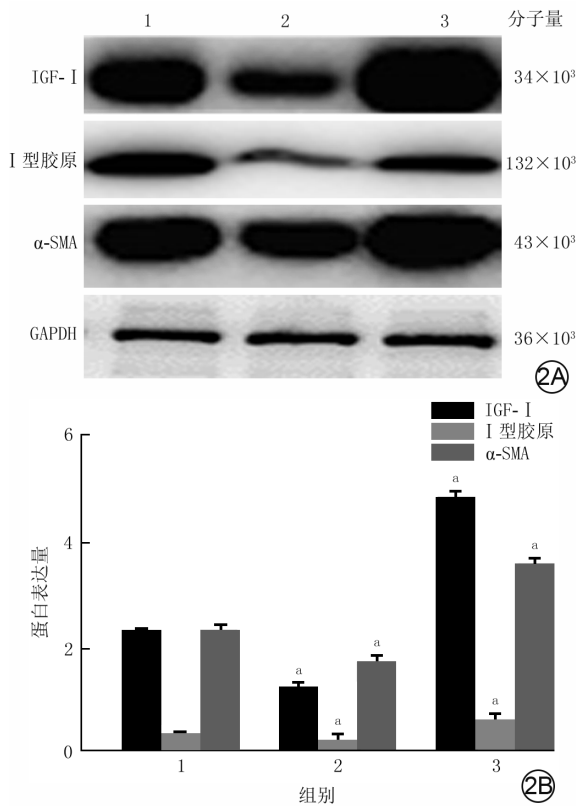 1 2 3 分子量
IGF-Ⅰ 34×10³
Ⅰ型胶原 132×10³
α-SMA 43×10³
GAPDH 36×10³
2A
IGF-Ⅰ
Ⅰ型胶原
α-SMA
6
4
2
0
蛋白表达量
a a a
a a a
a a a
1 2 3
组别
2B